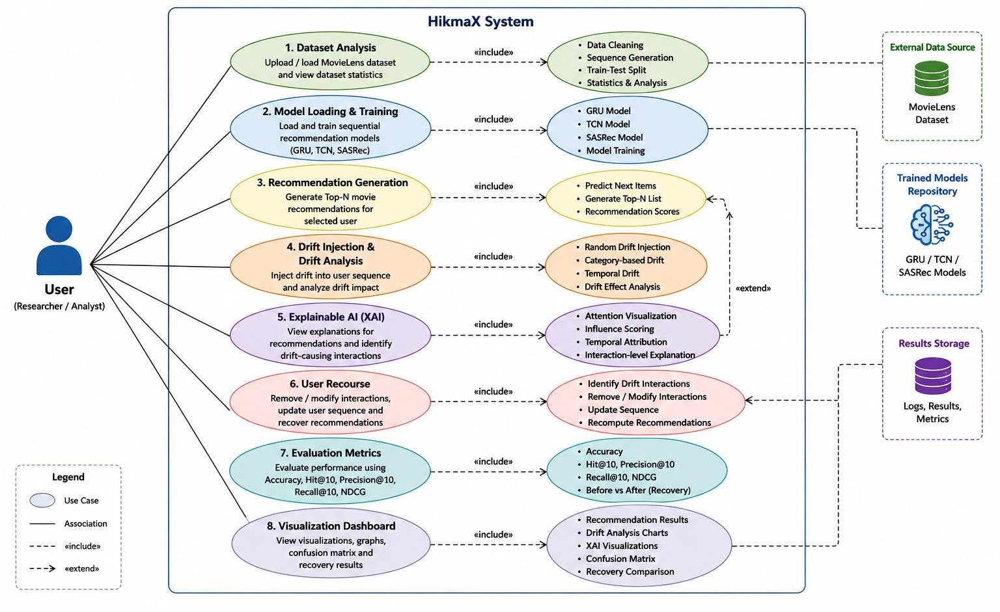 HikmaX System
1. Dataset Analysis
Upload / load MovieLens dataset
and view dataset statistics
«include»
• Data Cleaning
• Sequence Generation
• Train-Test Split
• Statistics & Analysis
2. Model Loading & Training
Load and train sequential
recommendation models
(GRU, TCN, SASRec)
«include»
• GRU Model
• TCN Model
• SASRec Model
• Model Training
3. Recommendation Generation
Generate Top-N movie
recommendations for
selected user
«include»
• Predict Next Items
• Generate Top-N List
• Recommendation Scores
4. Drift Injection &
Drift Analysis
Inject drift into user sequence
and analyze drift impact
«include»
• Random Drift Injection
• Category-based Drift
• Temporal Drift
• Drift Effect Analysis
«extend»
5. Explainable AI (XAI)
View explanations for
recommendations and identify
drift-causing interactions
«include»
• Attention Visualization
• Influence Scoring
• Temporal Attribution
• Interaction-level Explanation
6. User Recourse
Remove / modify interactions,
update user sequence and
recover recommendations
«include»
• Identify Drift Interactions
• Remove / Modify Interactions
• Update Sequence
• Recompute Recommendations
7. Evaluation Metrics
Evaluate performance using
Accuracy, Hit@10, Precision@10,
Recall@10, NDCG
«include»
• Accuracy
• Hit@10, Precision@10
• Recall@10, NDCG
• Before vs After (Recovery)
8. Visualization Dashboard
View visualizations, graphs,
confusion matrix and
recovery results
«include»
• Recommendation Results
• Drift Analysis Charts
• XAI Visualizations
• Confusion Matrix
• Recovery Comparison
User
(Researcher / Analyst)
Legend
Use Case
Association
«include»
«extend»
External Data Source
MovieLens
Dataset
Trained Models
Repository
GRU / TCN /
SASRec Models
Results Storage
Logs, Results,
Metrics